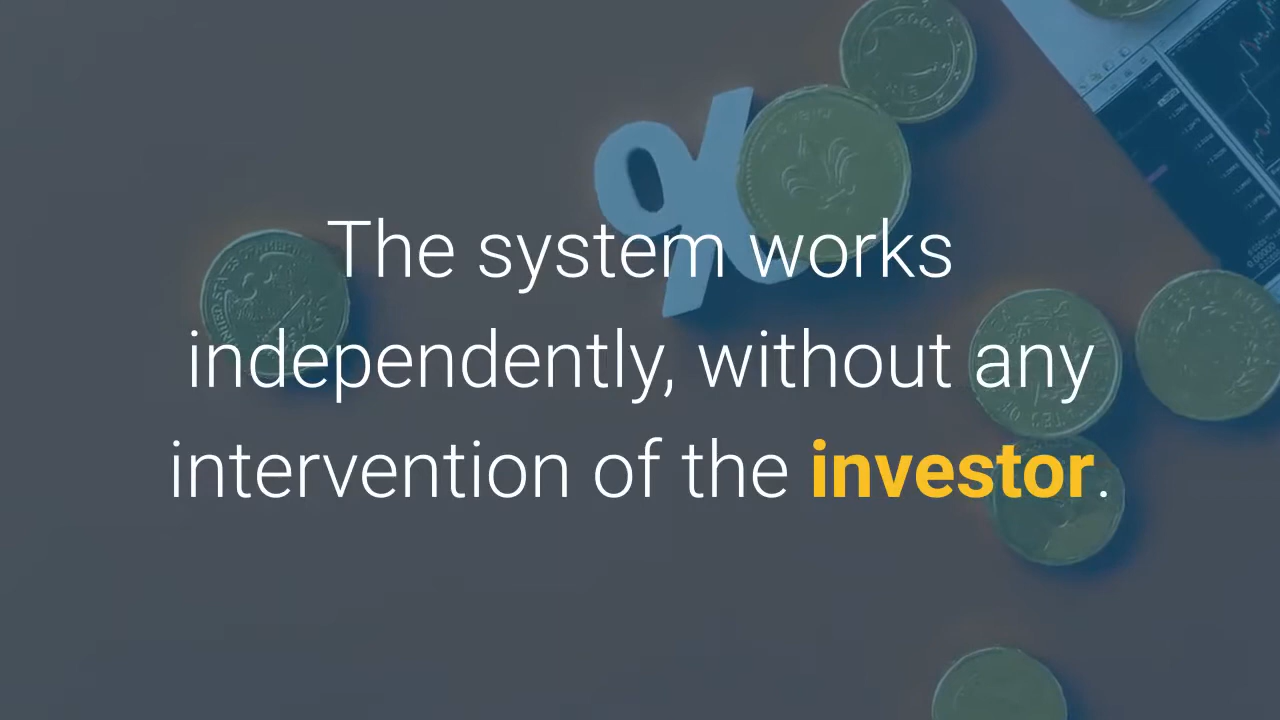 The system works
independently, without any
intervention of the investor.
%